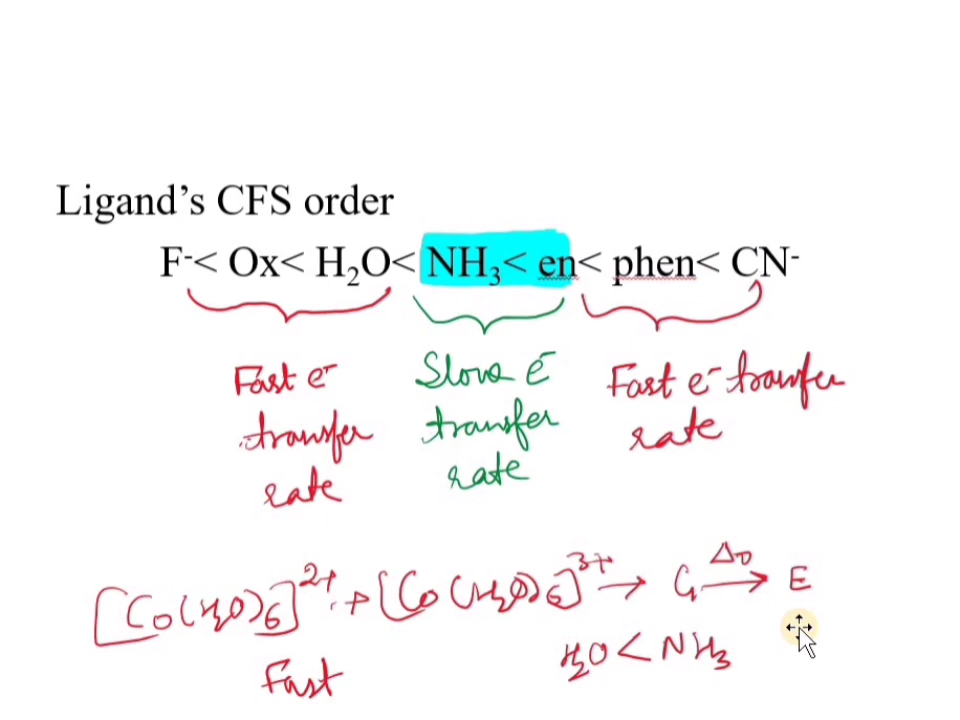 Ligand's CFS order
F⁻< Ox< H₂O< NH₃< en< phen< CN⁻
Fast e⁻ transfer rate
Slow e⁻ transfer rate
Fast e⁻ transfer rate
[Co(H₂O)₆]²⁺ + [Co(H₂O)₆]³⁺ → G →Δ₀ E
Fast
H₂O < NH₃